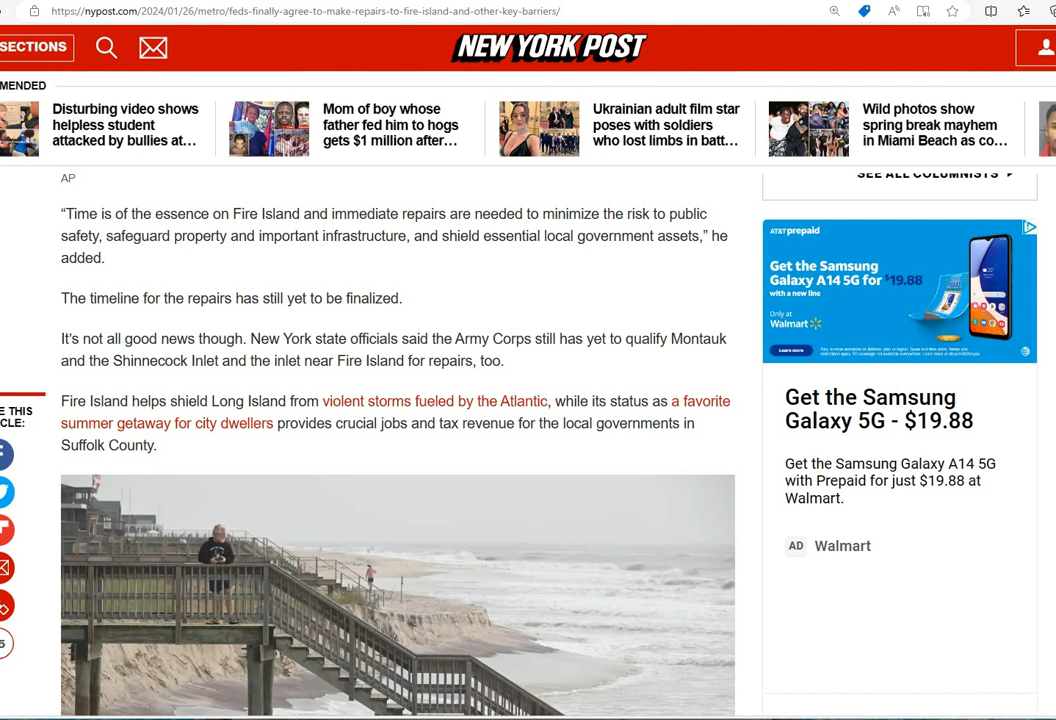 https://nypost.com/2024/01/26/metro/feds-finally-agree-to-make-repairs-to-fire-island-and-other-key-barriers/
SECTIONS
NEW YORK POST
MENDED
Disturbing video shows
helpless student
attacked by bullies at…
Mom of boy whose
father fed him to hogs
gets $1 million after…
Ukrainian adult film star
poses with soldiers
who lost limbs in batt…
Wild photos show
spring break mayhem
in Miami Beach as co…
AP
“Time is of the essence on Fire Island and immediate repairs are needed to minimize the risk to public
safety, safeguard property and important infrastructure, and shield essential local government assets,” he
added.
The timeline for the repairs has still yet to be finalized.
It’s not all good news though. New York state officials said the Army Corps still has yet to qualify Montauk
and the Shinnecock Inlet and the inlet near Fire Island for repairs, too.
Fire Island helps shield Long Island from violent storms fueled by the Atlantic, while its status as a favorite
summer getaway for city dwellers provides crucial jobs and tax revenue for the local governments in
Suffolk County.
E THIS
CLE:
5
SEE ALL COLUMNISTS
AT&T prepaid
Get the Samsung
Galaxy A14 5G for $19.88
with a new line
Only at
Walmart
Learn more
Get the Samsung
Galaxy 5G - $19.88
Get the Samsung Galaxy A14 5G
with Prepaid for just $19.88 at
Walmart.
AD Walmart